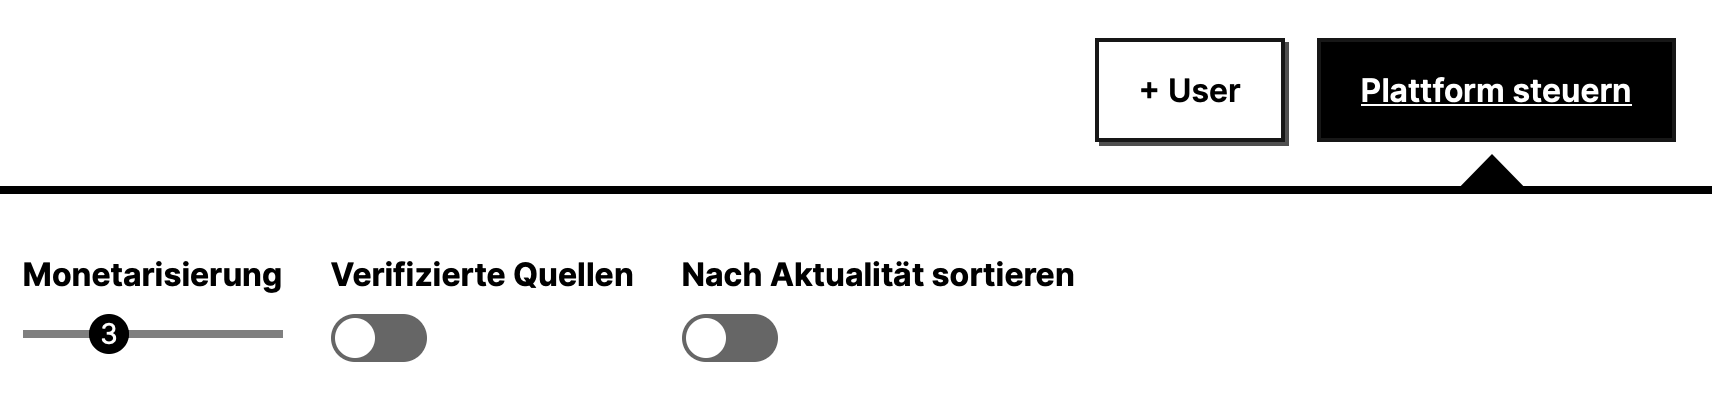 + User
Plattform steuern
Monetarisierung
Verifizierte Quellen
Nach Aktualität sortieren
3